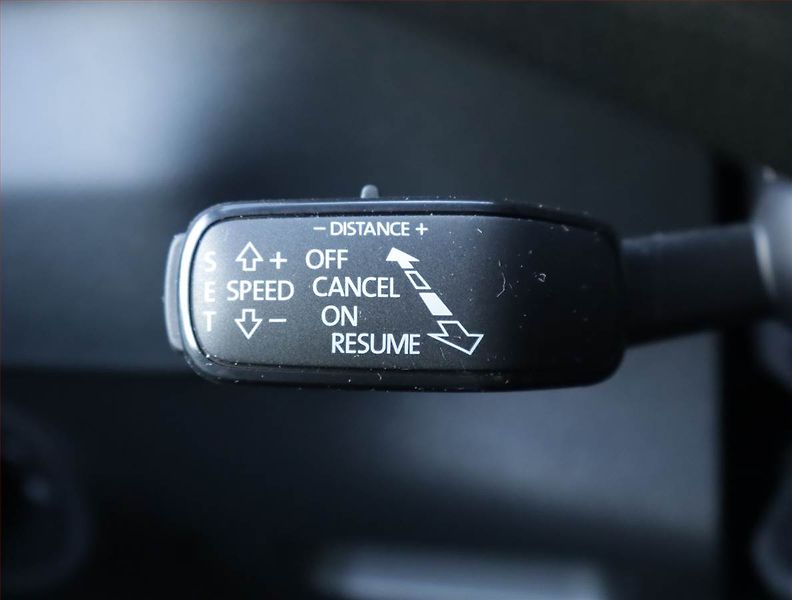 - DISTANCE +
S + OFF
E SPEED CANCEL
T - ON
RESUME